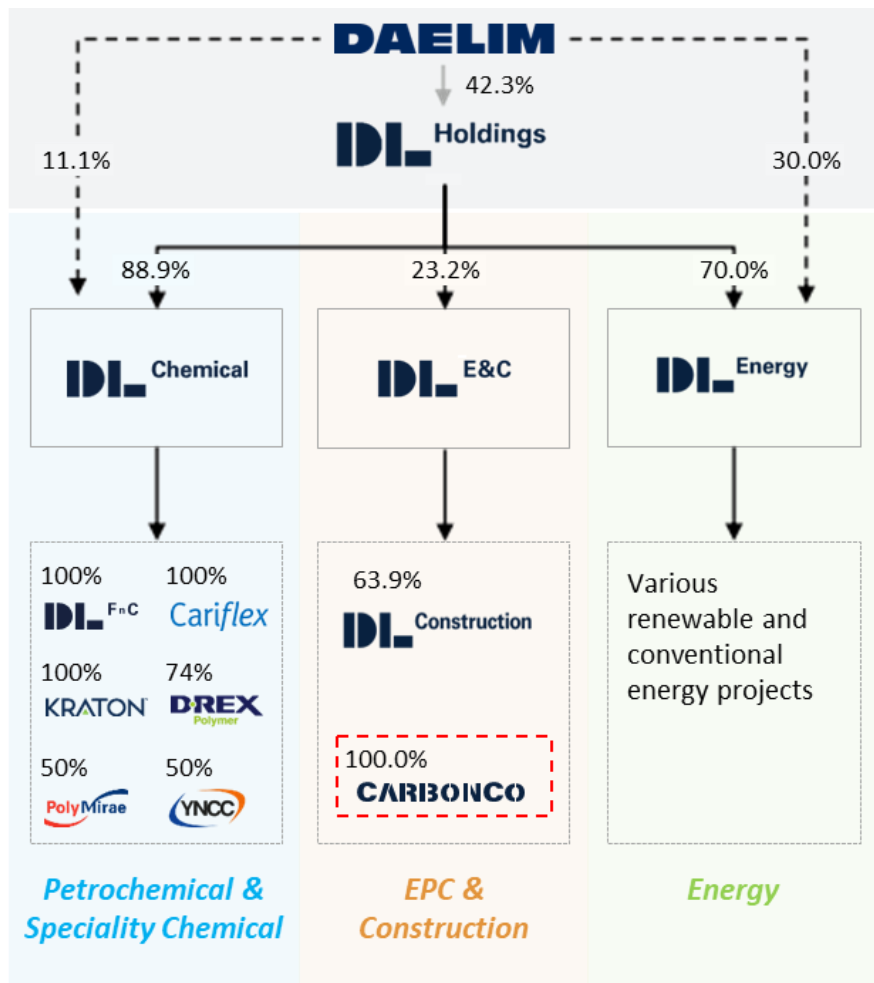 DAELIM
42.3%
DL Holdings
11.1%
30.0%
88.9%
23.2%
70.0%
DL Chemical
DL E&C
DL Energy
100%
100%
DL FnC
Cariflex
100%
74%
KRATON
D·REX
Polymer
50%
50%
PolyMirae
YNCC
63.9%
DL Construction
100.0%
CARBONCO
Various
renewable and
conventional
energy projects
Petrochemical &
Speciality Chemical
EPC &
Construction
Energy